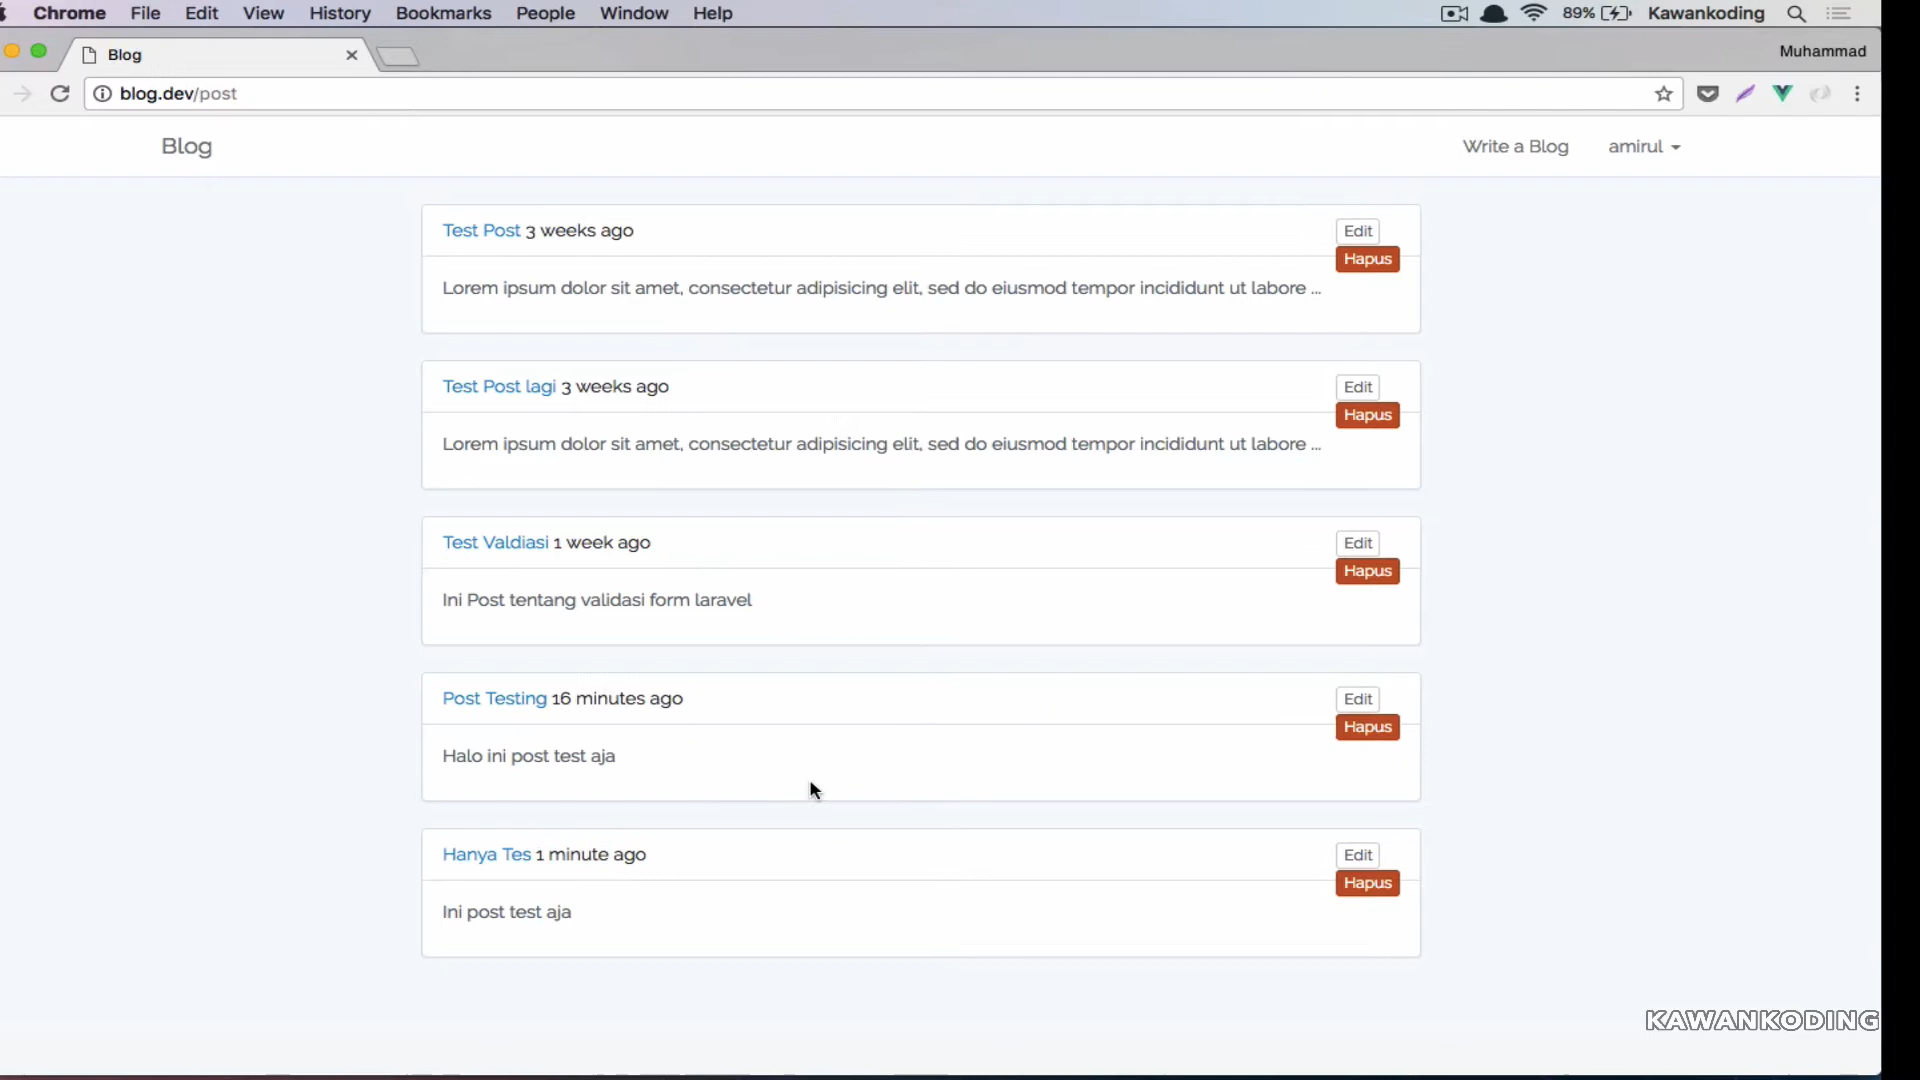 Chrome File Edit View History Bookmarks People Window Help 89% Kawankoding
Blog Muhammad
blog.dev/post
Blog Write a Blog amirul
Test Post 3 weeks ago Edit
Hapus
Lorem ipsum dolor sit amet, consectetur adipisicing elit, sed do eiusmod tempor incididunt ut labore ...
Test Post lagi 3 weeks ago Edit
Hapus
Lorem ipsum dolor sit amet, consectetur adipisicing elit, sed do eiusmod tempor incididunt ut labore ...
Test Valdiasi 1 week ago Edit
Hapus
Ini Post tentang validasi form laravel
Post Testing 16 minutes ago Edit
Hapus
Halo ini post test aja
Hanya Tes 1 minute ago Edit
Hapus
Ini post test aja
KAWANKODING